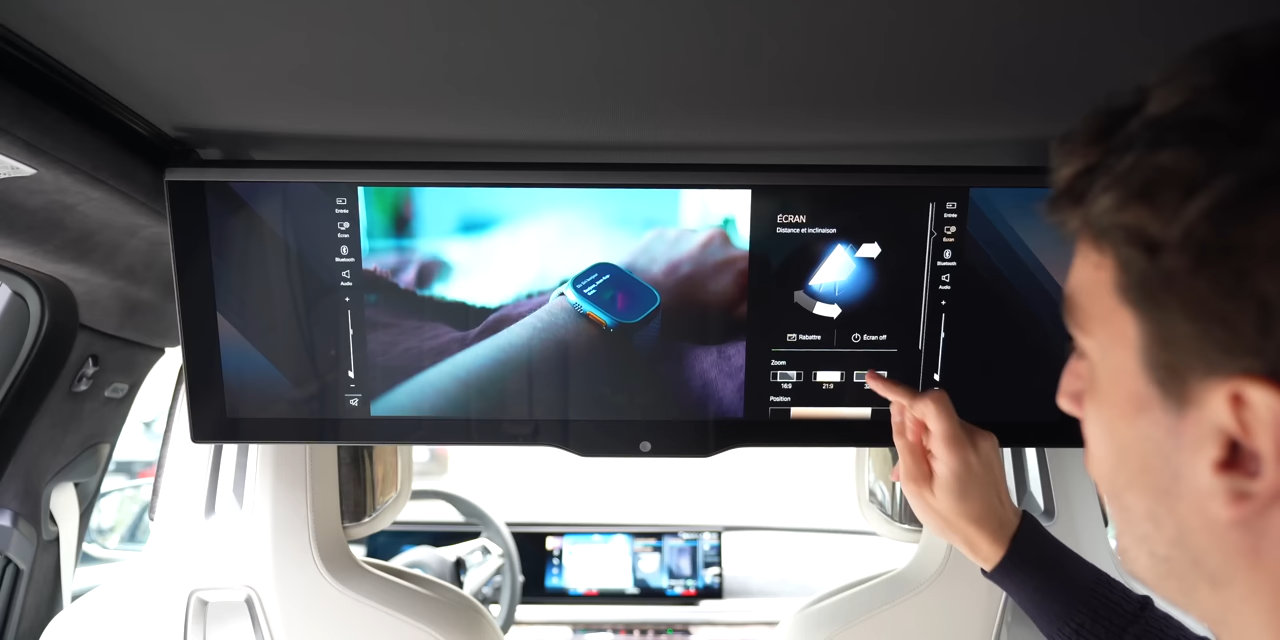 Entrée
Écran
Bluetooth
Audio
+
−
ÉCRAN
Distance et inclinaison
Rabattre
Écran off
Zoom
16:9
21:9
Position
Entrée
Écran
Bluetooth
Audio
+